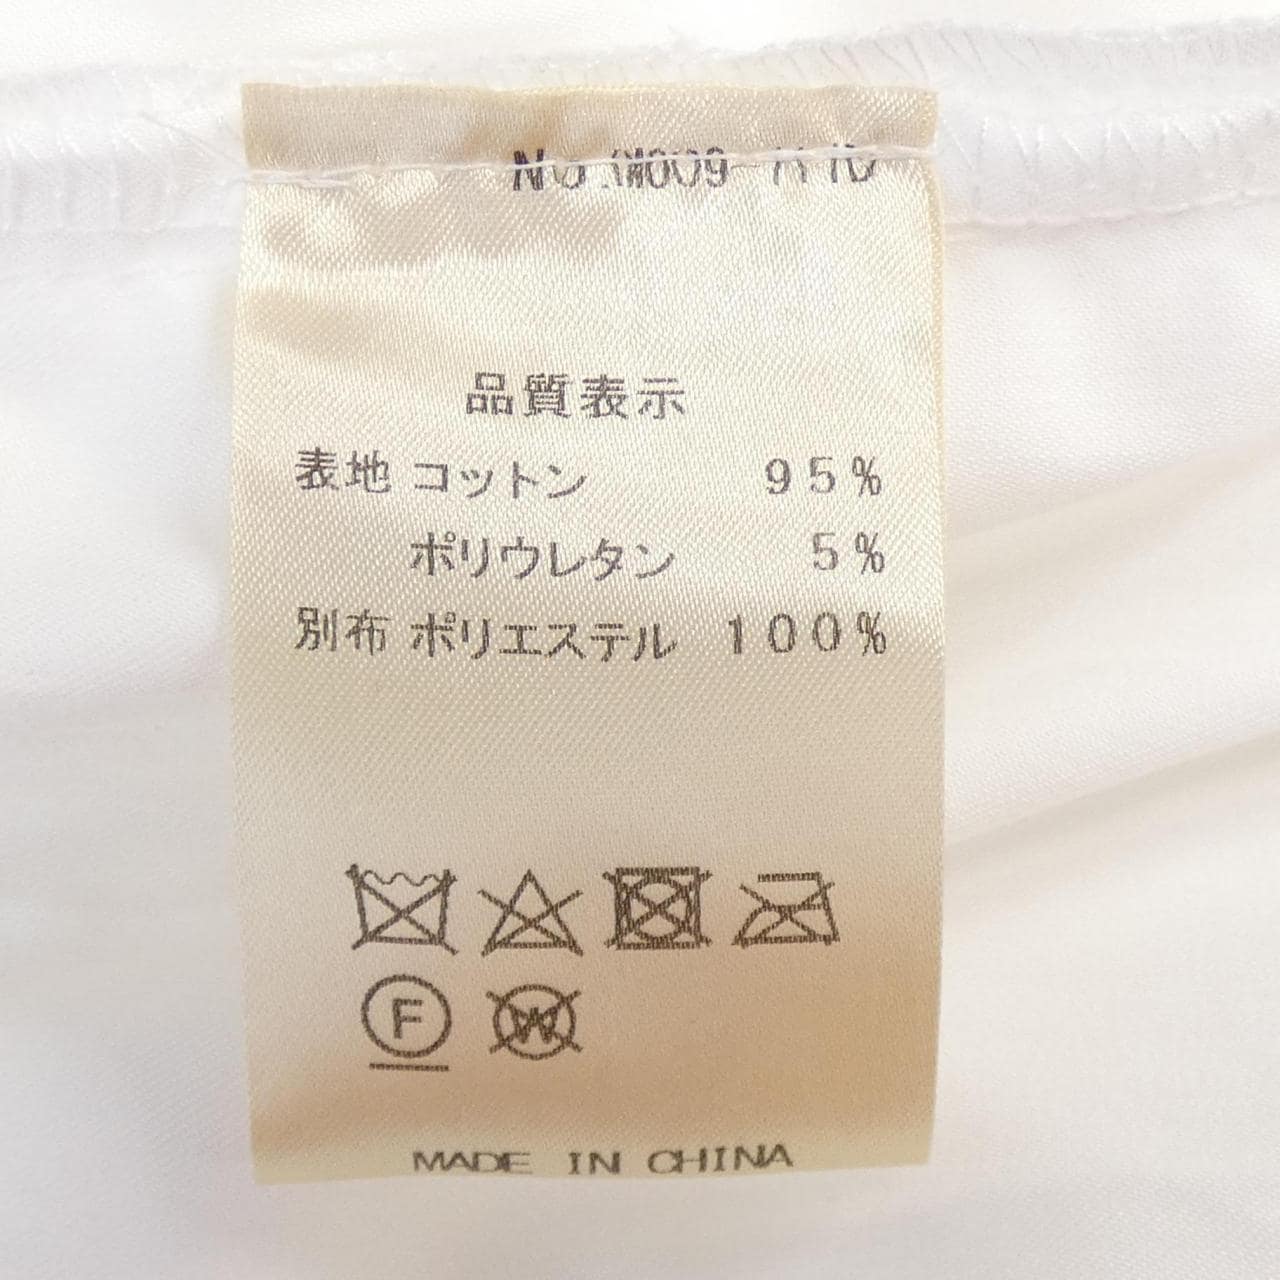 品質表示
表地 コットン 95%
ポリウレタン 5%
別布 ポリエステル 100%
F
W
MADE IN CHINA